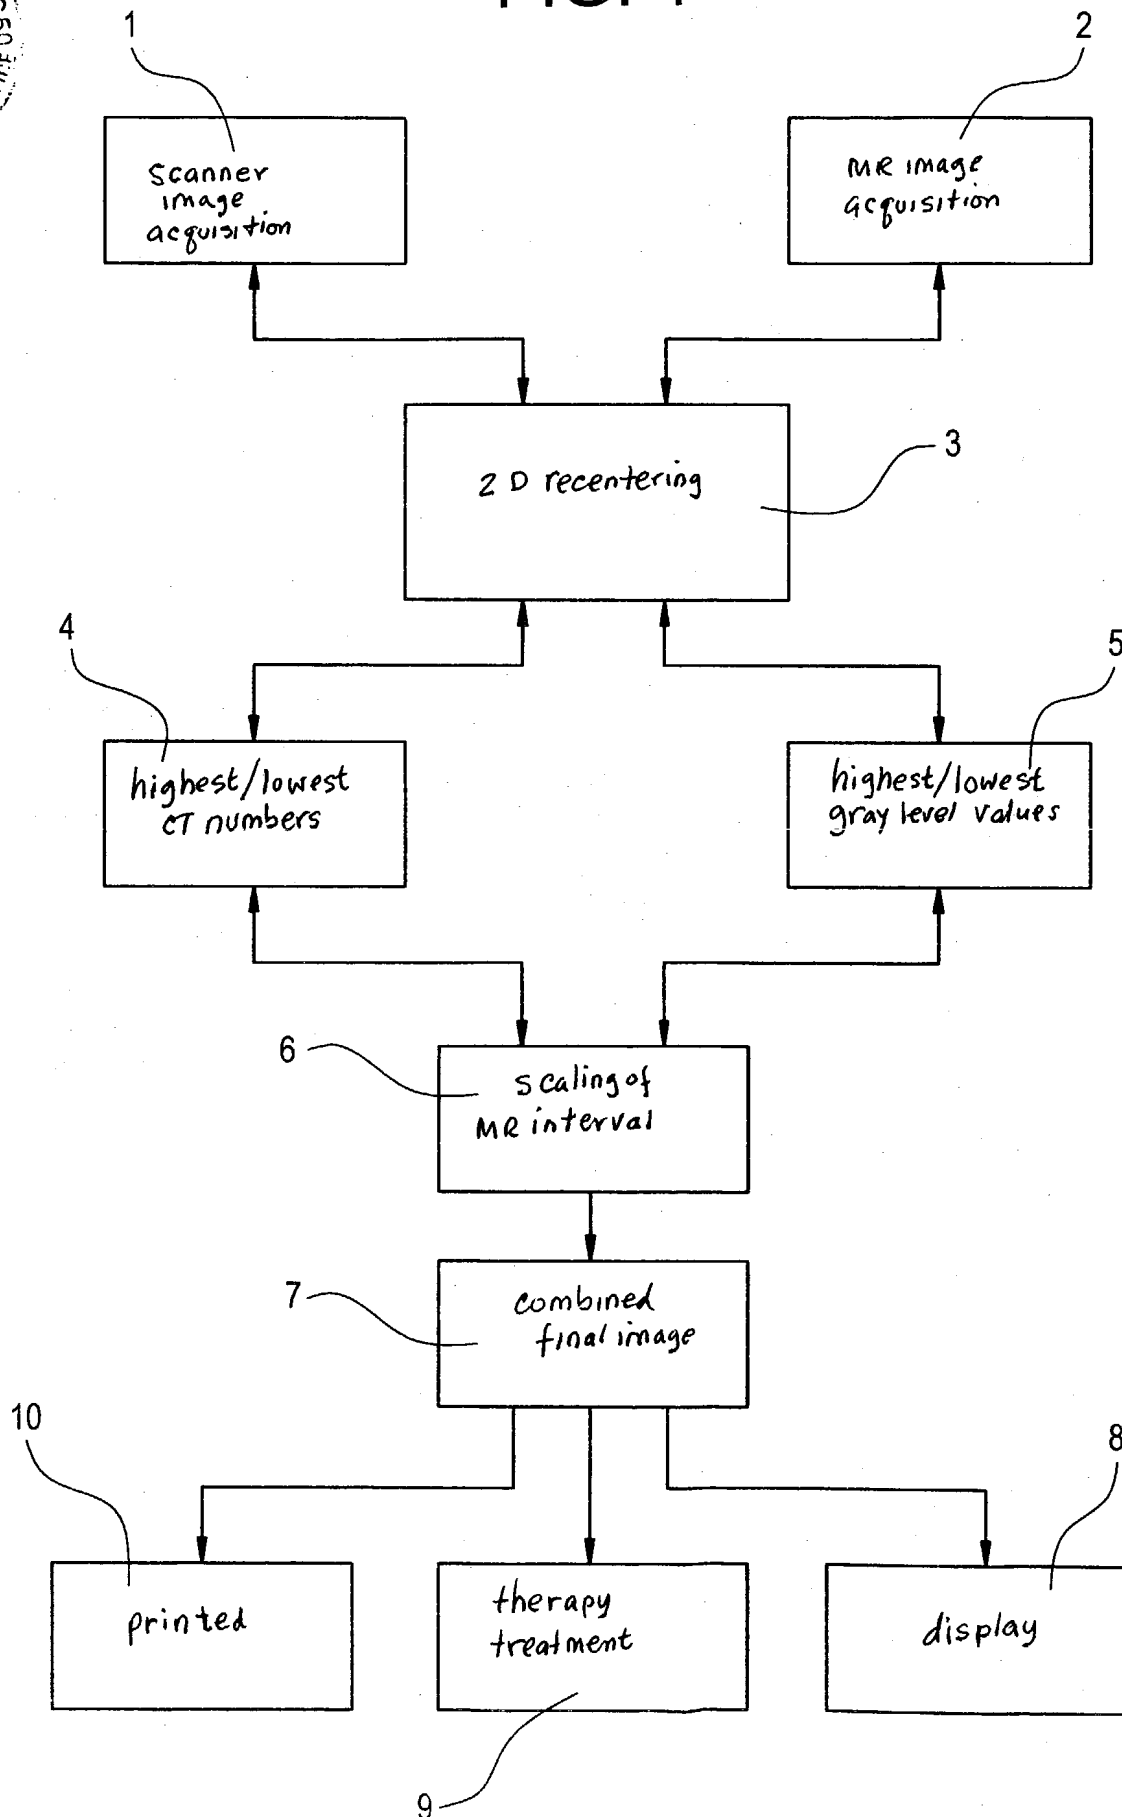 1
2
scanner
image
acquisition
MR image
acquisition
3
2D recentering
4
5
highest/lowest
CT numbers
highest/lowest
gray level values
6
scaling of
MR interval
7
combined
final image
10
8
printed
therapy
treatment
display
9